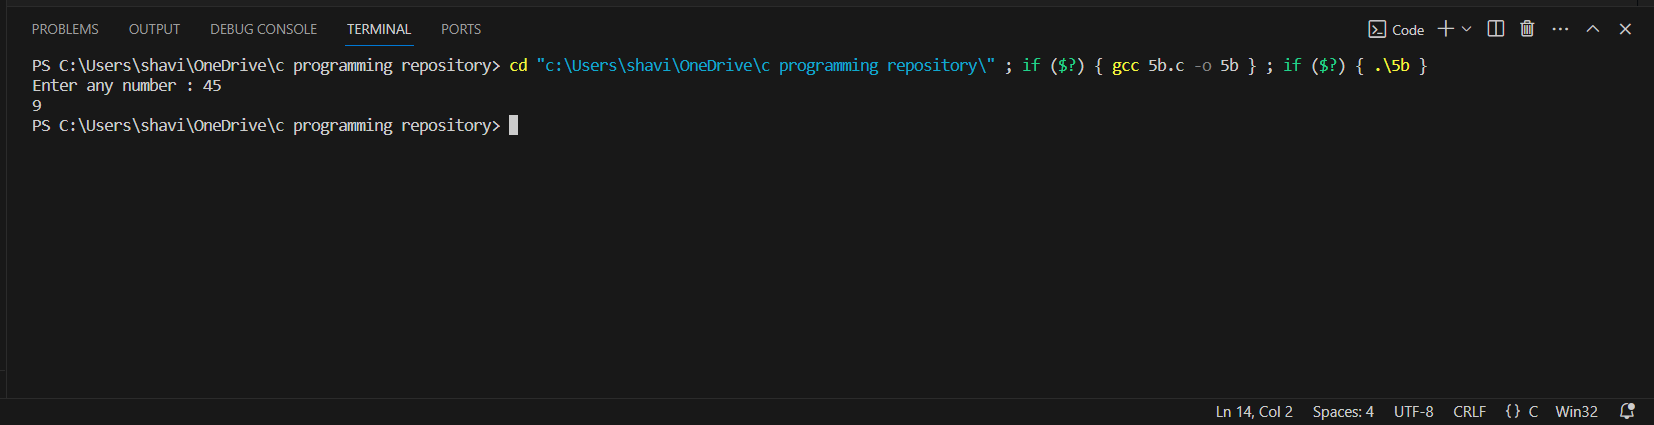 PROBLEMS OUTPUT DEBUG CONSOLE TERMINAL PORTS Code
PS C:\Users\shavi\OneDrive\c programming repository> cd "c:\Users\shavi\OneDrive\c programming repository\" ; if ($?) { gcc 5b.c -o 5b } ; if ($?) { .\5b }
Enter any number : 45
9
PS C:\Users\shavi\OneDrive\c programming repository>
Ln 14, Col 2 Spaces: 4 UTF-8 CRLF {} C Win32